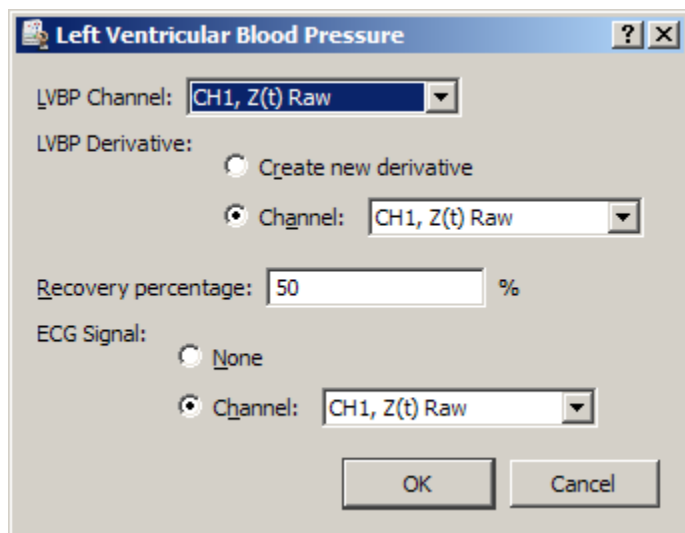 Left Ventricular Blood Pressure
LVBP Channel: CH1, Z(t) Raw
LVBP Derivative:
Create new derivative
Channel: CH1, Z(t) Raw
Recovery percentage: 50 %
ECG Signal:
None
Channel: CH1, Z(t) Raw
OK Cancel